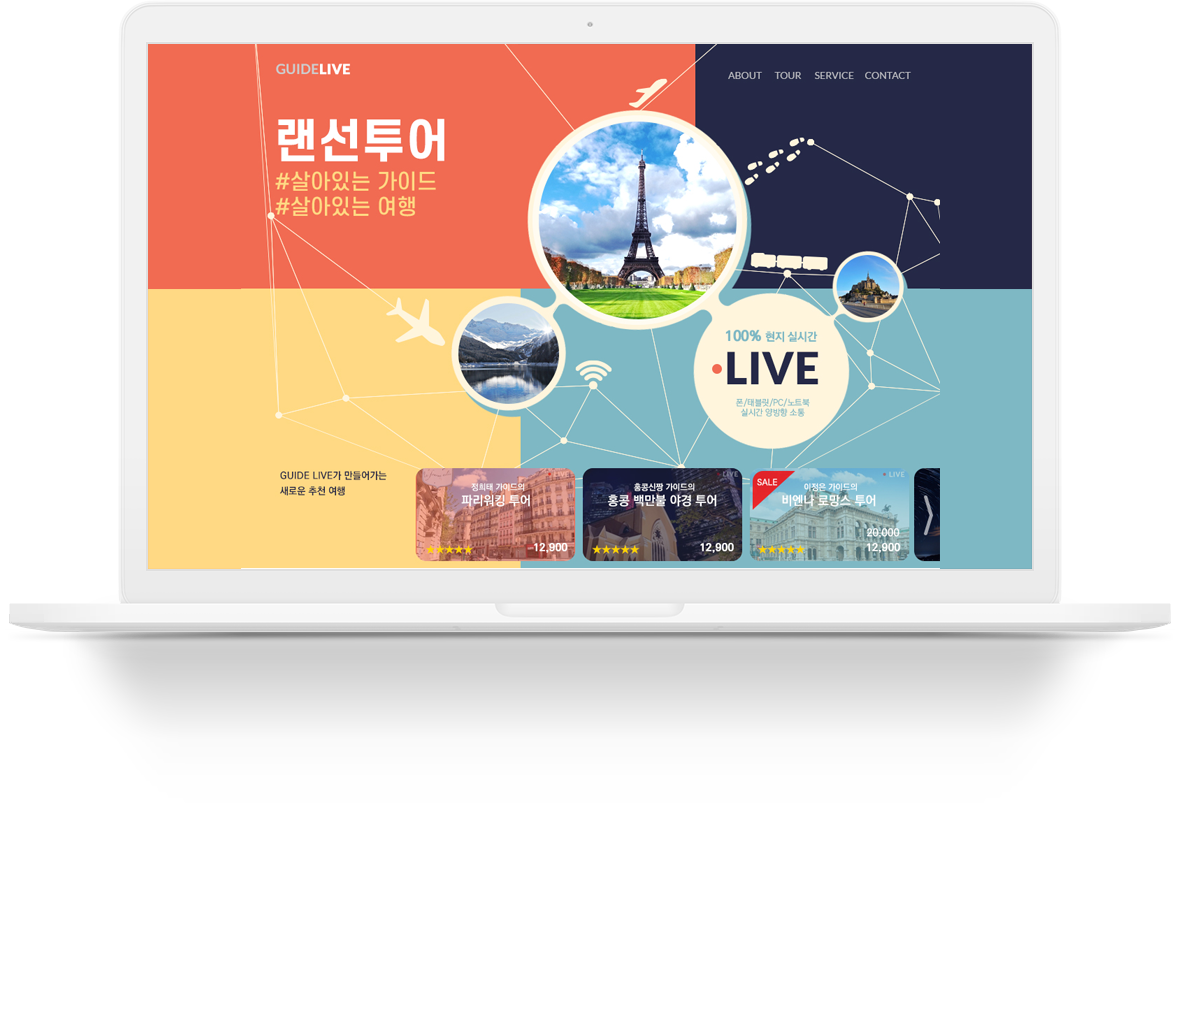 GUIDELIVE
ABOUT TOUR SERVICE CONTACT
랜선투어
#살아있는 가이드
#살아있는 여행
100% 현지 실시간
LIVE
폰/태블릿/PC/노트북
실시간 양방향 소통
GUIDE LIVE가 만들어가는
새로운 추천 여행
LIVE
정희태 가이드의
파리워킹 투어
12,900
LIVE
홍콩신짱 가이드의
홍콩 백만불 야경 투어
12,900
SALE
LIVE
이정은 가이드의
비엔나 로망스 투어
20,000
12,900